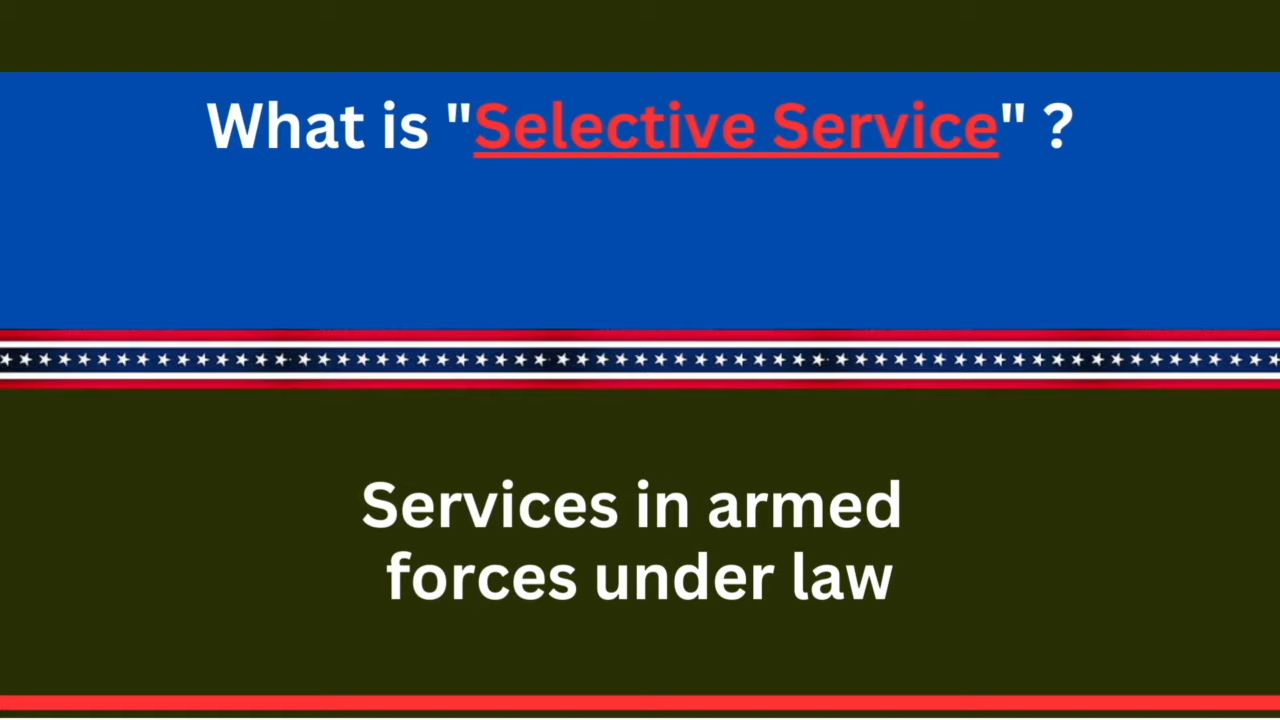 What is "Selective Service" ?
Services in armed
forces under law